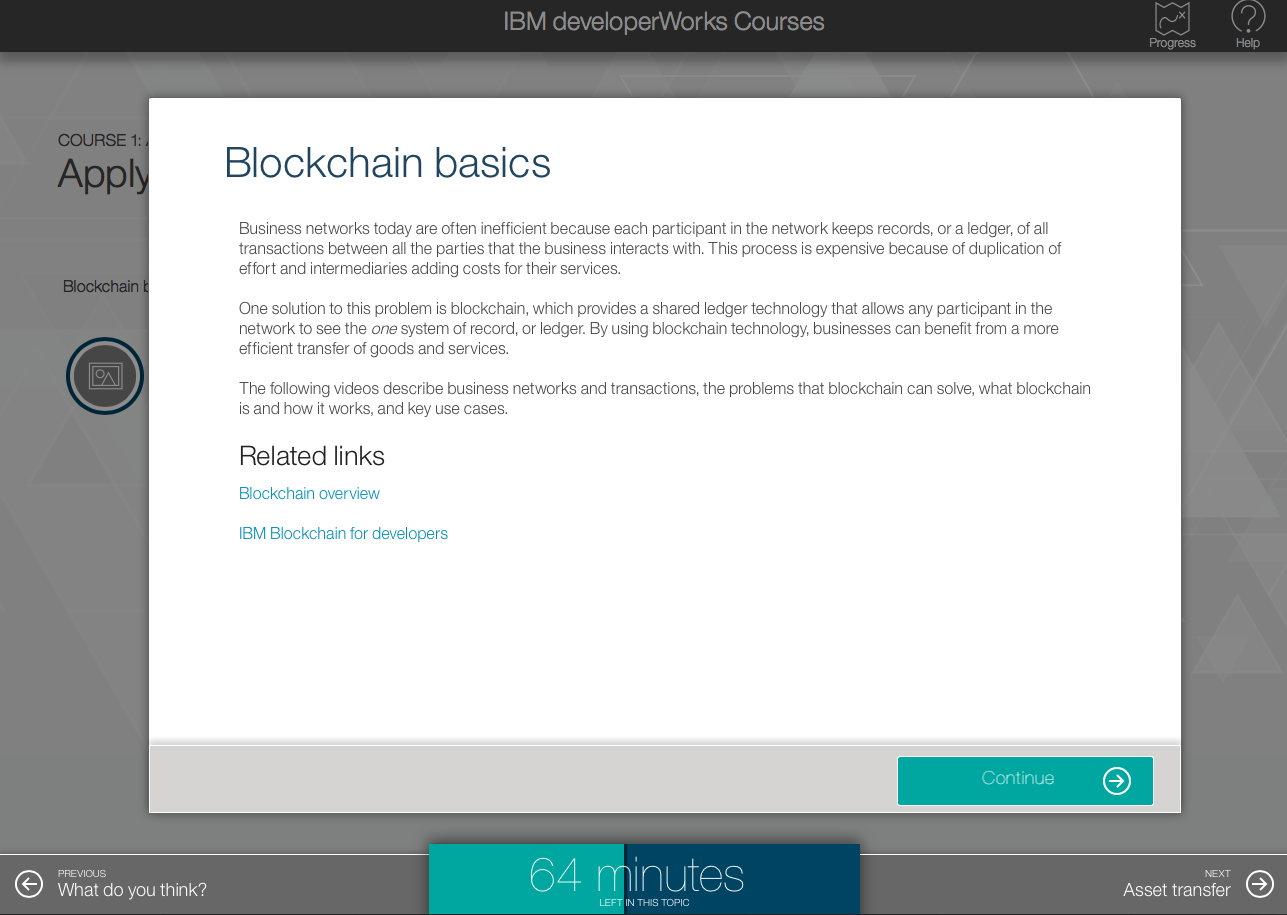 IBM developerWorks Courses
Progress
Help
COURSE 1:
Apply
Blockchain
Blockchain basics
Business networks today are often inefficient because each participant in the network keeps records, or a ledger, of all
transactions between all the parties that the business interacts with. This process is expensive because of duplication of
effort and intermediaries adding costs for their services.
One solution to this problem is blockchain, which provides a shared ledger technology that allows any participant in the
network to see the one system of record, or ledger. By using blockchain technology, businesses can benefit from a more
efficient transfer of goods and services.
The following videos describe business networks and transactions, the problems that blockchain can solve, what blockchain
is and how it works, and key use cases.
Related links
Blockchain overview
IBM Blockchain for developers
Continue
PREVIOUS
What do you think?
64 minutes
LEFT IN THIS TOPIC
NEXT
Asset transfer